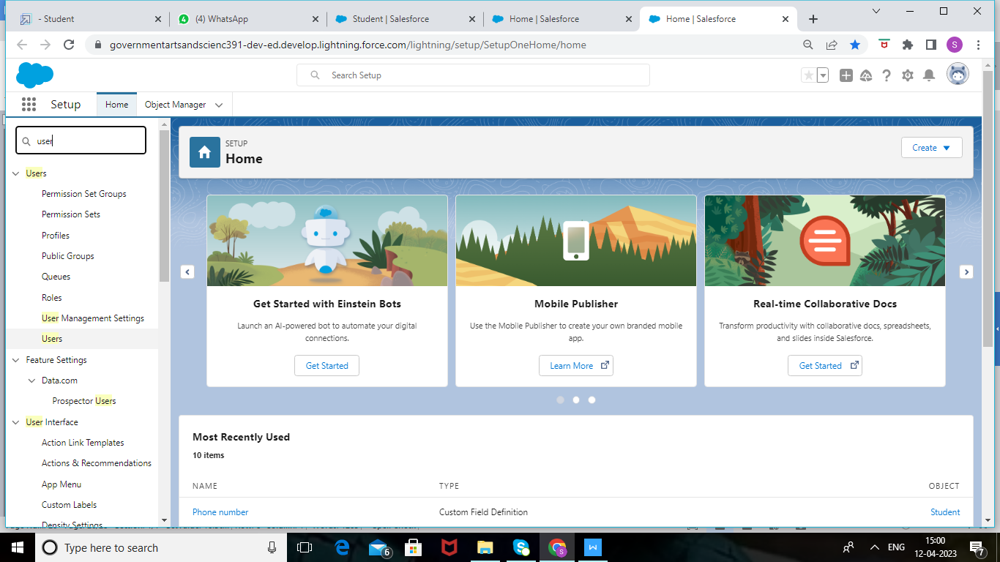 - Student
(4) WhatsApp
Student | Salesforce
Home | Salesforce
Home | Salesforce
governmentartsandscienc391-dev-ed.develop.lightning.force.com/lightning/setup/SetupOneHome/home
S
Search Setup
Setup
Home
Object Manager
user
Users
Permission Set Groups
Permission Sets
Profiles
Public Groups
Queues
Roles
User Management Settings
Users
Feature Settings
Data.com
Prospector Users
User Interface
Action Link Templates
Actions & Recommendations
App Menu
Custom Labels
Density Settings
SETUP
Home
Create
Get Started with Einstein Bots
Launch an AI-powered bot to automate your digital
connections.
Get Started
Mobile Publisher
Use the Mobile Publisher to create your own branded mobile
app.
Learn More
Real-time Collaborative Docs
Transform productivity with collaborative docs, spreadsheets,
and slides inside Salesforce.
Get Started
Most Recently Used
10 items
NAME TYPE OBJECT
Phone number Custom Field Definition Student
Type here to search
6
S
W
ENG
15:00
12-04-2023
7